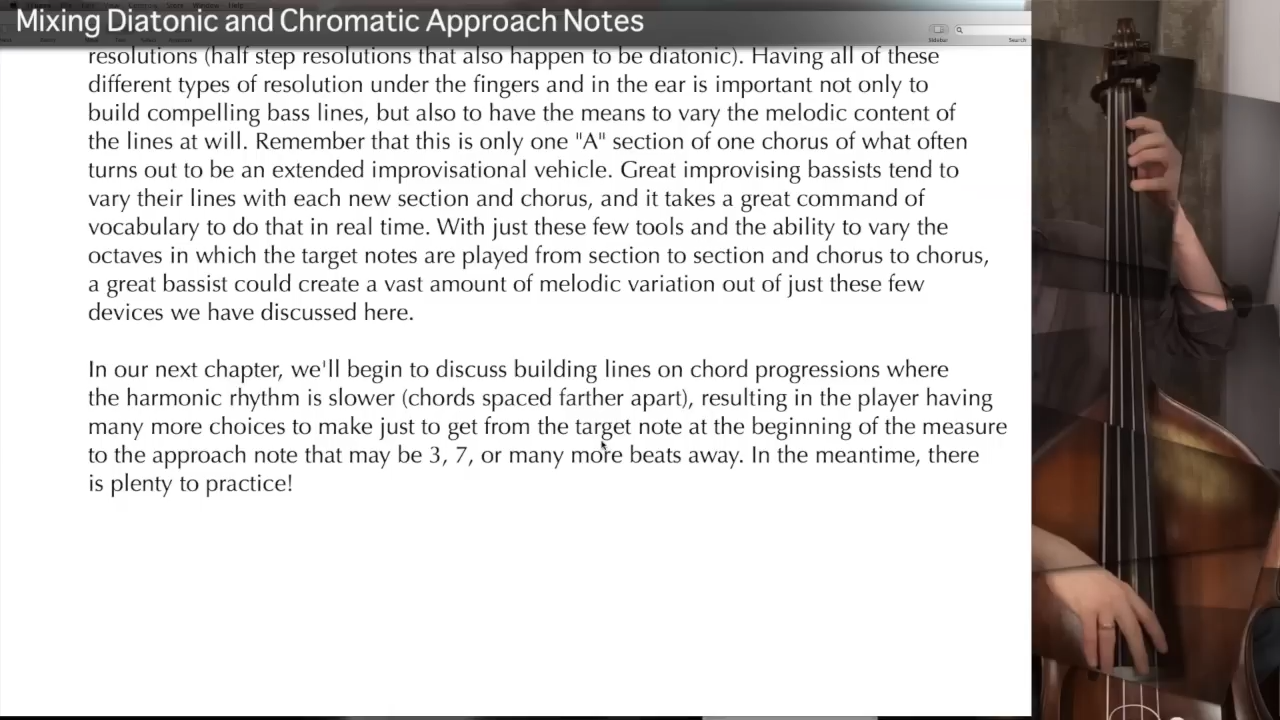 Mixing Diatonic and Chromatic Approach Notes
Sidebar
Search
resolutions (half step resolutions that also happen to be diatonic). Having all of these
different types of resolution under the fingers and in the ear is important not only to
build compelling bass lines, but also to have the means to vary the melodic content of
the lines at will. Remember that this is only one "A" section of one chorus of what often
turns out to be an extended improvisational vehicle. Great improvising bassists tend to
vary their lines with each new section and chorus, and it takes a great command of
vocabulary to do that in real time. With just these few tools and the ability to vary the
octaves in which the target notes are played from section to section and chorus to chorus,
a great bassist could create a vast amount of melodic variation out of just these few
devices we have discussed here.
In our next chapter, we'll begin to discuss building lines on chord progressions where
the harmonic rhythm is slower (chords spaced farther apart), resulting in the player having
many more choices to make just to get from the target note at the beginning of the measure
to the approach note that may be 3, 7, or many more beats away. In the meantime, there
is plenty to practice!